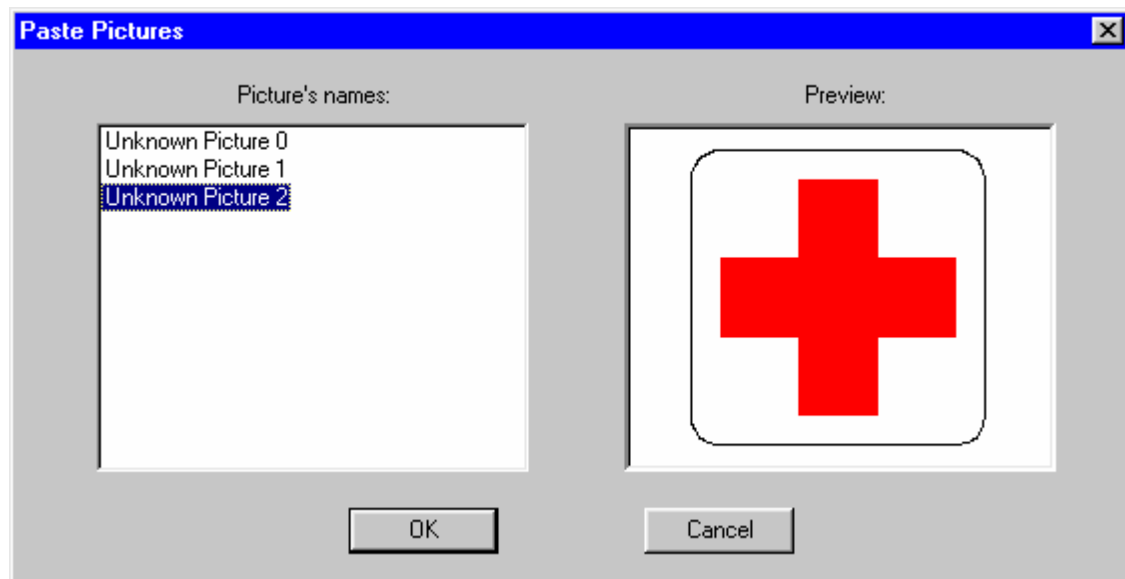 Paste Pictures
Picture's names:
Preview:
Unknown Picture 0
Unknown Picture 1
Unknown Picture 2
OK
Cancel